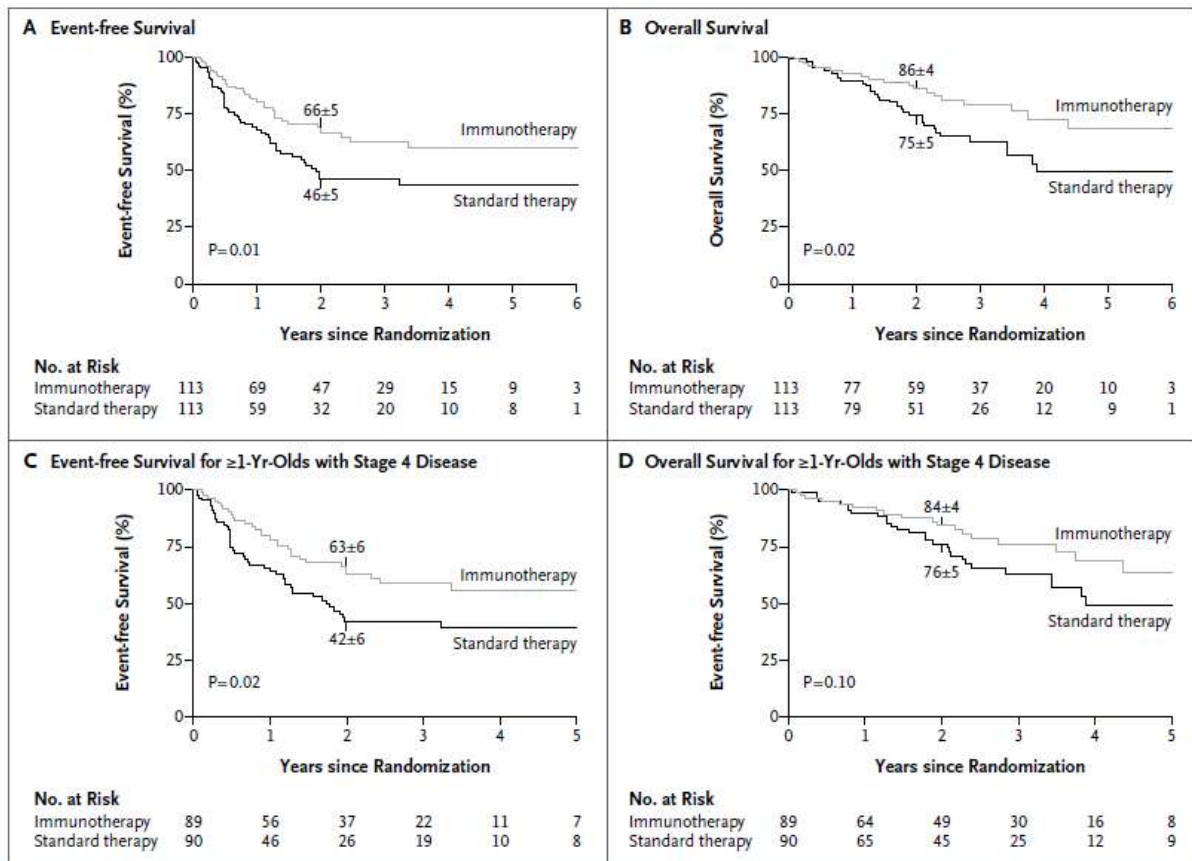 A Event-free Survival
Event-free Survival (%)
100
75
50
25
0
66±5
46±5
Immunotherapy
Standard therapy
P=0.01
0 1 2 3 4 5 6
Years since Randomization
No. at Risk
Immunotherapy 113 69 47 29 15 9 3
Standard therapy 113 59 32 20 10 8 1
B Overall Survival
Overall Survival (%)
100
75
50
25
0
86±4
75±5
Immunotherapy
Standard therapy
P=0.02
0 1 2 3 4 5 6
Years since Randomization
No. at Risk
Immunotherapy 113 77 59 37 20 10 3
Standard therapy 113 79 51 26 12 9 1
C Event-free Survival for ≥1-Yr-Olds with Stage 4 Disease
Event-free Survival (%)
100
75
50
25
0
63±6
42±6
Immunotherapy
Standard therapy
P=0.02
0 1 2 3 4 5
Years since Randomization
No. at Risk
Immunotherapy 89 56 37 22 11 7
Standard therapy 90 46 26 19 10 8
D Overall Survival for ≥1-Yr-Olds with Stage 4 Disease
Event-free Survival (%)
100
75
50
25
0
84±4
76±5
Immunotherapy
Standard therapy
P=0.10
0 1 2 3 4 5
Years since Randomization
No. at Risk
Immunotherapy 89 64 49 30 16 8
Standard therapy 90 65 45 25 12 9